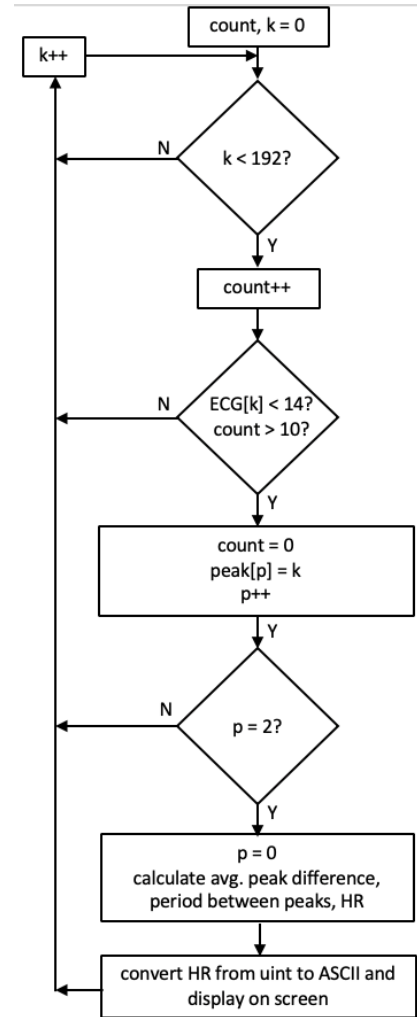 count, k = 0
k++
N
k < 192?
Y
count++
N
ECG[k] < 14?
count > 10?
Y
count = 0
peak[p] = k
p++
Y
N
p = 2?
Y
p = 0
calculate avg. peak difference,
period between peaks, HR
convert HR from uint to ASCII and
display on screen